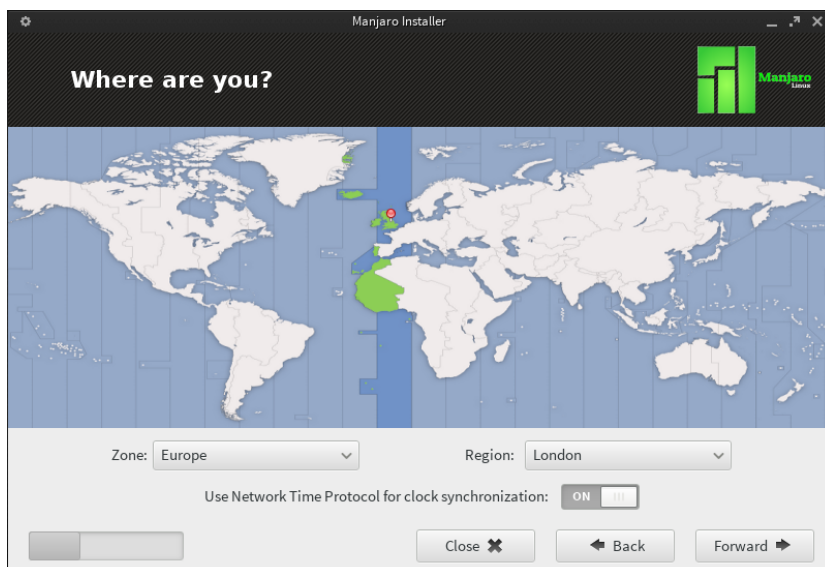 Manjaro Installer
Where are you?
Manjaro
Linux
Zone: Europe Region: London
Use Network Time Protocol for clock synchronization: ON
Close Back Forward